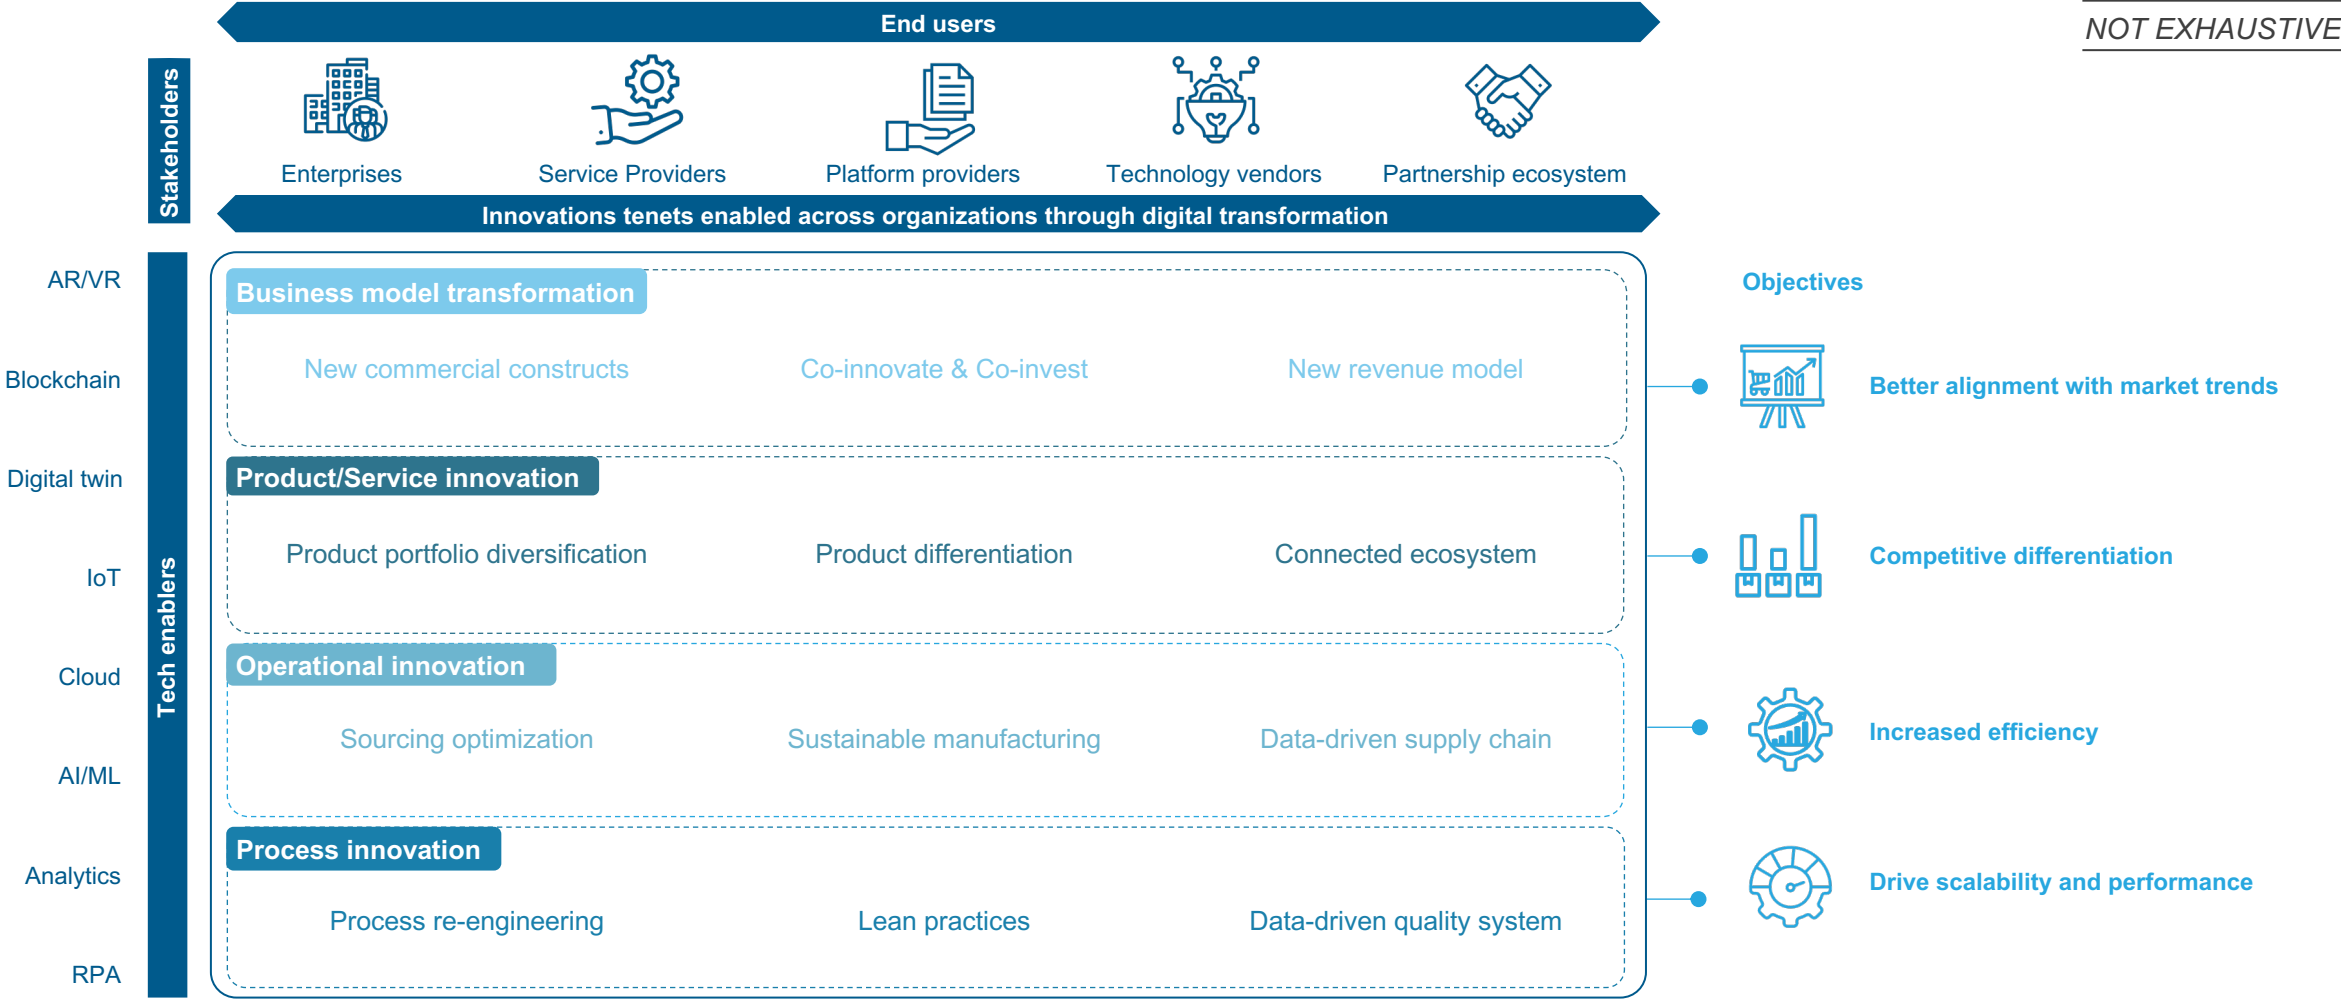 End users
NOT EXHAUSTIVE
Stakeholders
Enterprises
Service Providers
Platform providers
Technology vendors
Partnership ecosystem
Innovations tenets enabled across organizations through digital transformation
Tech enablers
AR/VR
Blockchain
Digital twin
IoT
Cloud
AI/ML
Analytics
RPA
Business model transformation
New commercial constructs
Co-innovate & Co-invest
New revenue model
Product/Service innovation
Product portfolio diversification
Product differentiation
Connected ecosystem
Operational innovation
Sourcing optimization
Sustainable manufacturing
Data-driven supply chain
Process innovation
Process re-engineering
Lean practices
Data-driven quality system
Objectives
Better alignment with market trends
Competitive differentiation
Increased efficiency
Drive scalability and performance